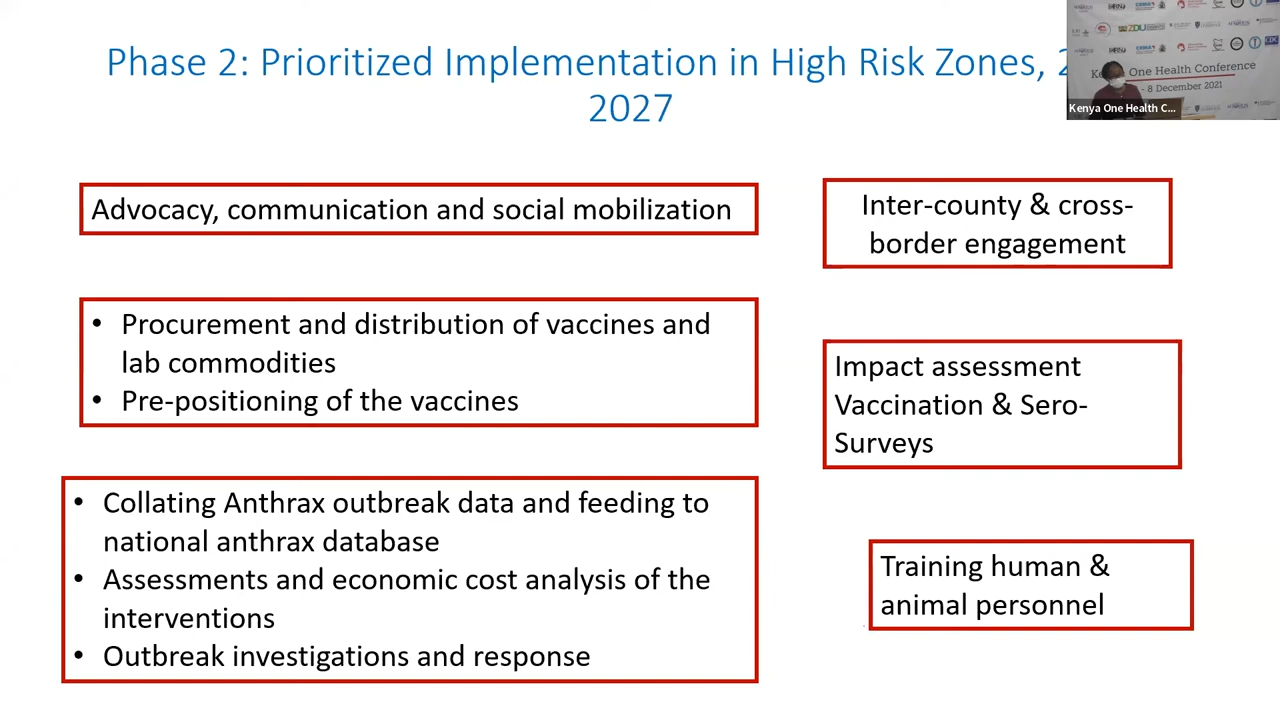 Phase 2: Prioritized Implementation in High Risk Zones, 2
2027
One Health Conference
- 8 December 2021
Kenya One Health C...
Advocacy, communication and social mobilization
Inter-county & cross-
border engagement
• Procurement and distribution of vaccines and
lab commodities
• Pre-positioning of the vaccines
Impact assessment
Vaccination & Sero-
Surveys
• Collating Anthrax outbreak data and feeding to
national anthrax database
• Assessments and economic cost analysis of the
interventions
• Outbreak investigations and response
Training human &
animal personnel